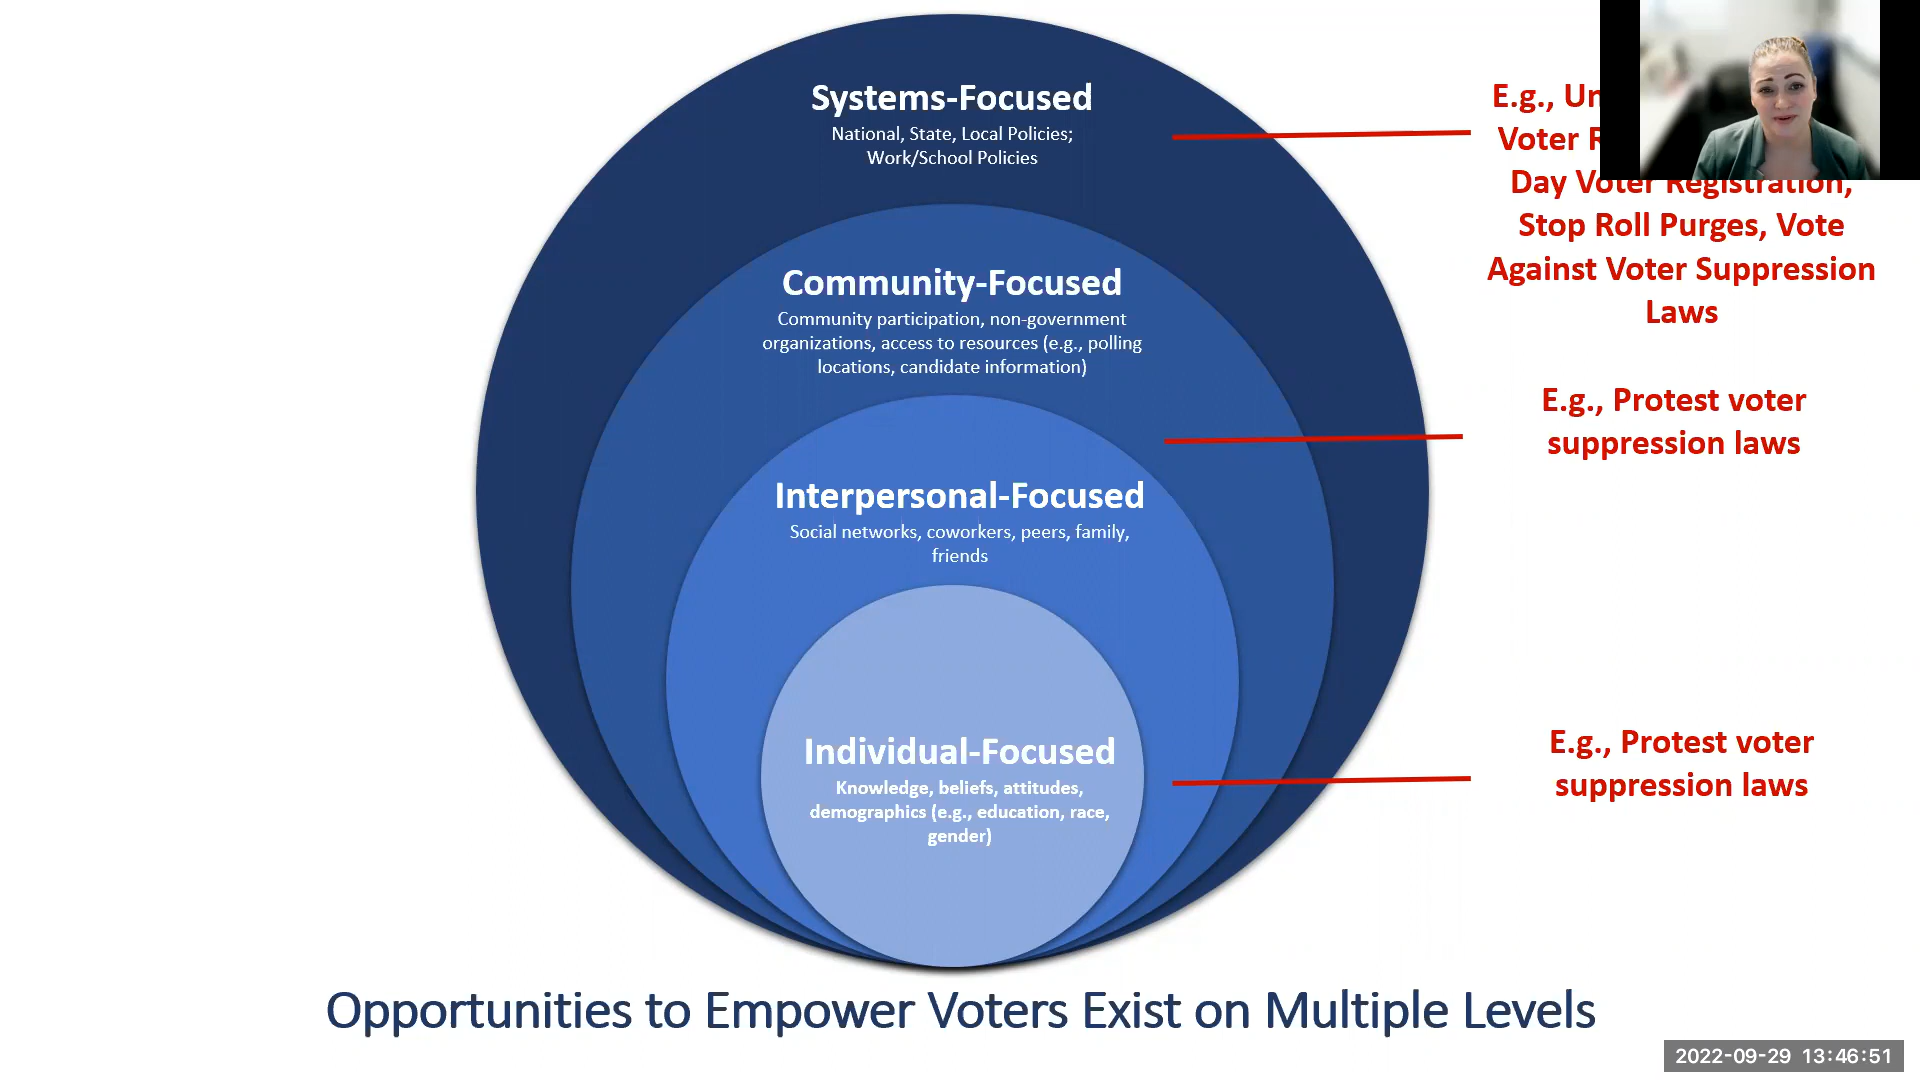 Systems-Focused
National, State, Local Policies;
Work/School Policies
E.g.,
Voter
Day Voter Registration,
Stop Roll Purges, Vote
Against Voter Suppression
Laws
Community-Focused
Community participation, non-government
organizations, access to resources (e.g., polling
locations, candidate information)
E.g., Protest voter
suppression laws
Interpersonal-Focused
Social networks, coworkers, peers, family,
friends
Individual-Focused
Knowledge, beliefs, attitudes,
demographics (e.g., education, race,
gender)
E.g., Protest voter
suppression laws
Opportunities to Empower Voters Exist on Multiple Levels
2022-09-29 13:46:51